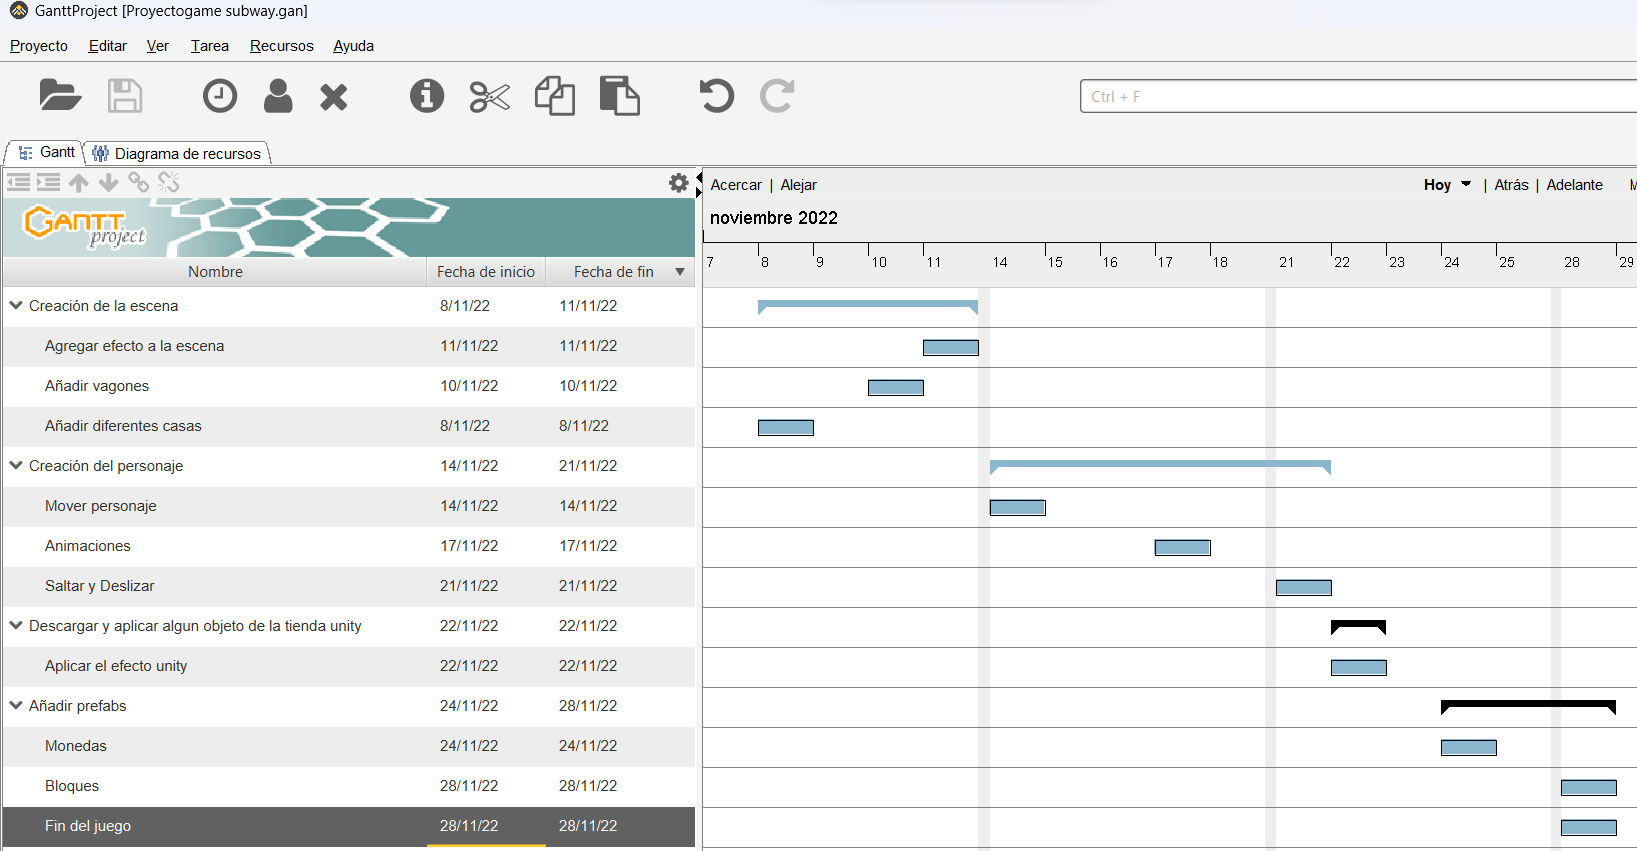 GanttProject [Proyectogame subway.gan]
Proyecto Editar Ver Tarea Recursos Ayuda
Ctrl + F
Gantt Diagrama de recursos
Acercar | Alejar Hoy | Atrás | Adelante
GANTT project
noviembre 2022
7 8 9 10 11 14 15 16 17 18 21 22 23 24 25 28 29
Nombre Fecha de inicio Fecha de fin
Creación de la escena 8/11/22 11/11/22
Agregar efecto a la escena 11/11/22 11/11/22
Añadir vagones 10/11/22 10/11/22
Añadir diferentes casas 8/11/22 8/11/22
Creación del personaje 14/11/22 21/11/22
Mover personaje 14/11/22 14/11/22
Animaciones 17/11/22 17/11/22
Saltar y Deslizar 21/11/22 21/11/22
Descargar y aplicar algun objeto de la tienda unity 22/11/22 22/11/22
Aplicar el efecto unity 22/11/22 22/11/22
Añadir prefabs 24/11/22 28/11/22
Monedas 24/11/22 24/11/22
Bloques 28/11/22 28/11/22
Fin del juego 28/11/22 28/11/22